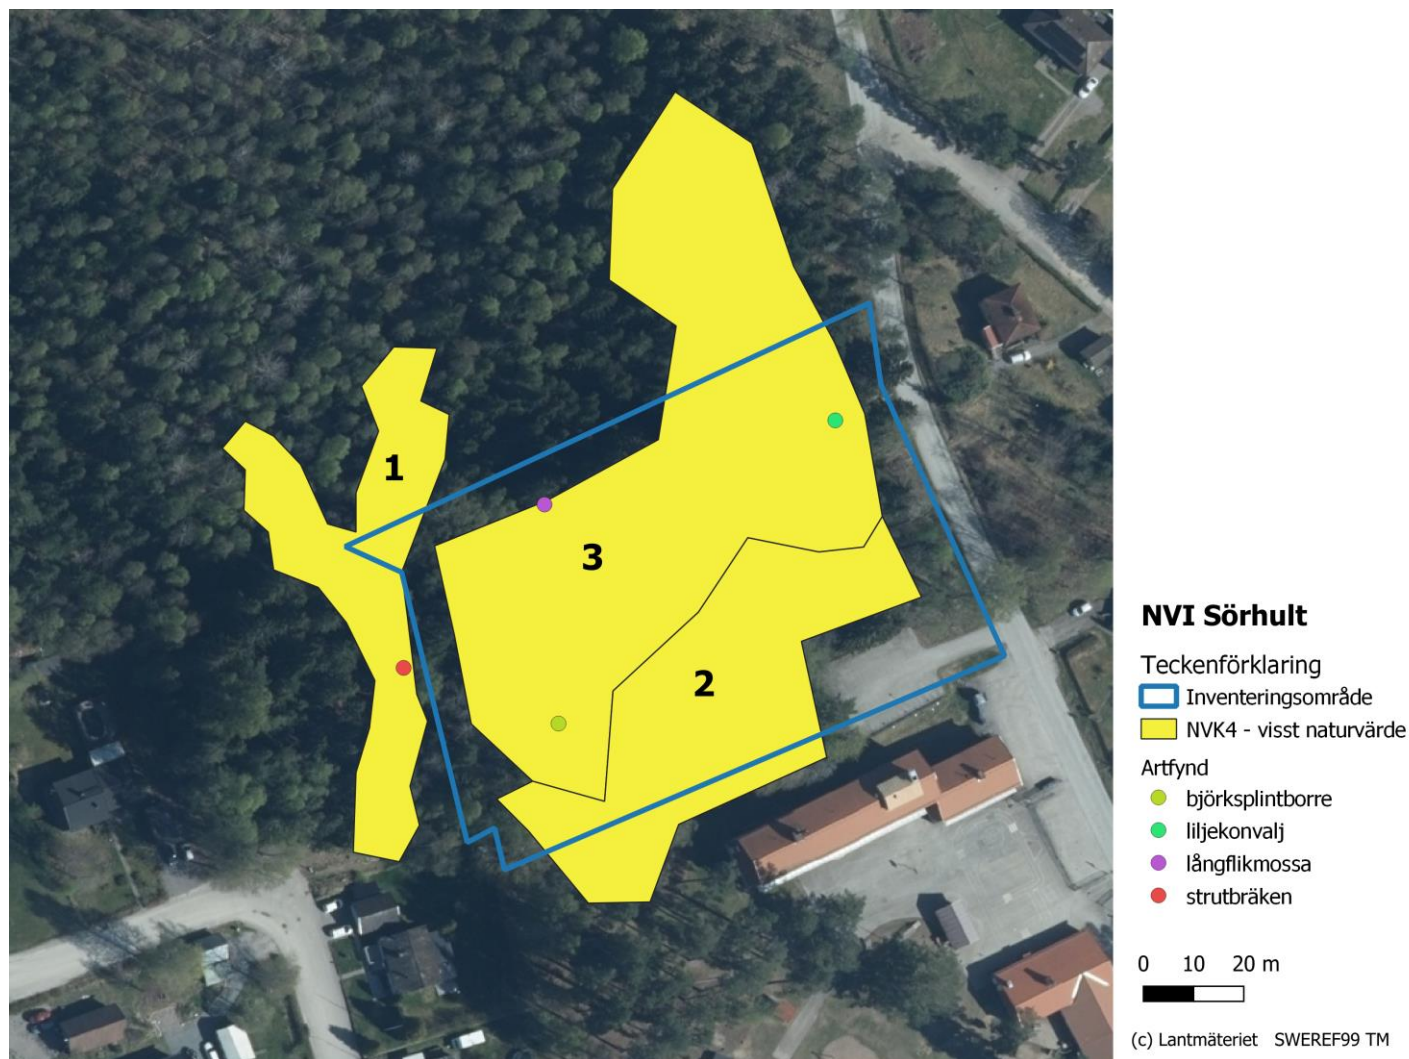 1
3
2
NVI Sörhult
Teckenförklaring
Inventeringsområde
NVK4 - visst naturvärde
Artfynd
björksplintborre
liljekonvalj
långflikmossa
strutbräken
0 10 20 m
(c) Lantmäteriet SWEREF99 TM